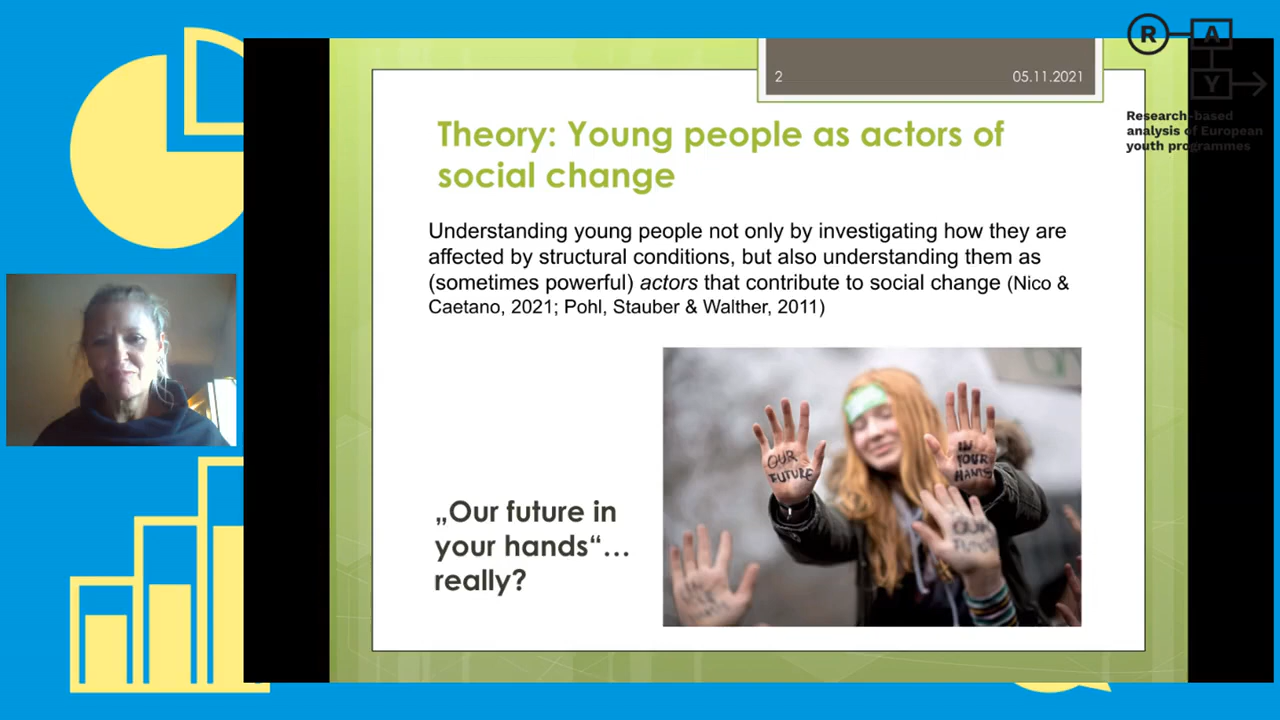 R A
Y
Research-based
analysis of European
youth programmes
2 05.11.2021
Theory: Young people as actors of
social change
Understanding young people not only by investigating how they are
affected by structural conditions, but also understanding them as
(sometimes powerful) actors that contribute to social change (Nico &
Caetano, 2021; Pohl, Stauber & Walther, 2011)
OUR
FUTURE
IN
YOUR
HANDS
OUR
„Our future in
your hands“...
really?